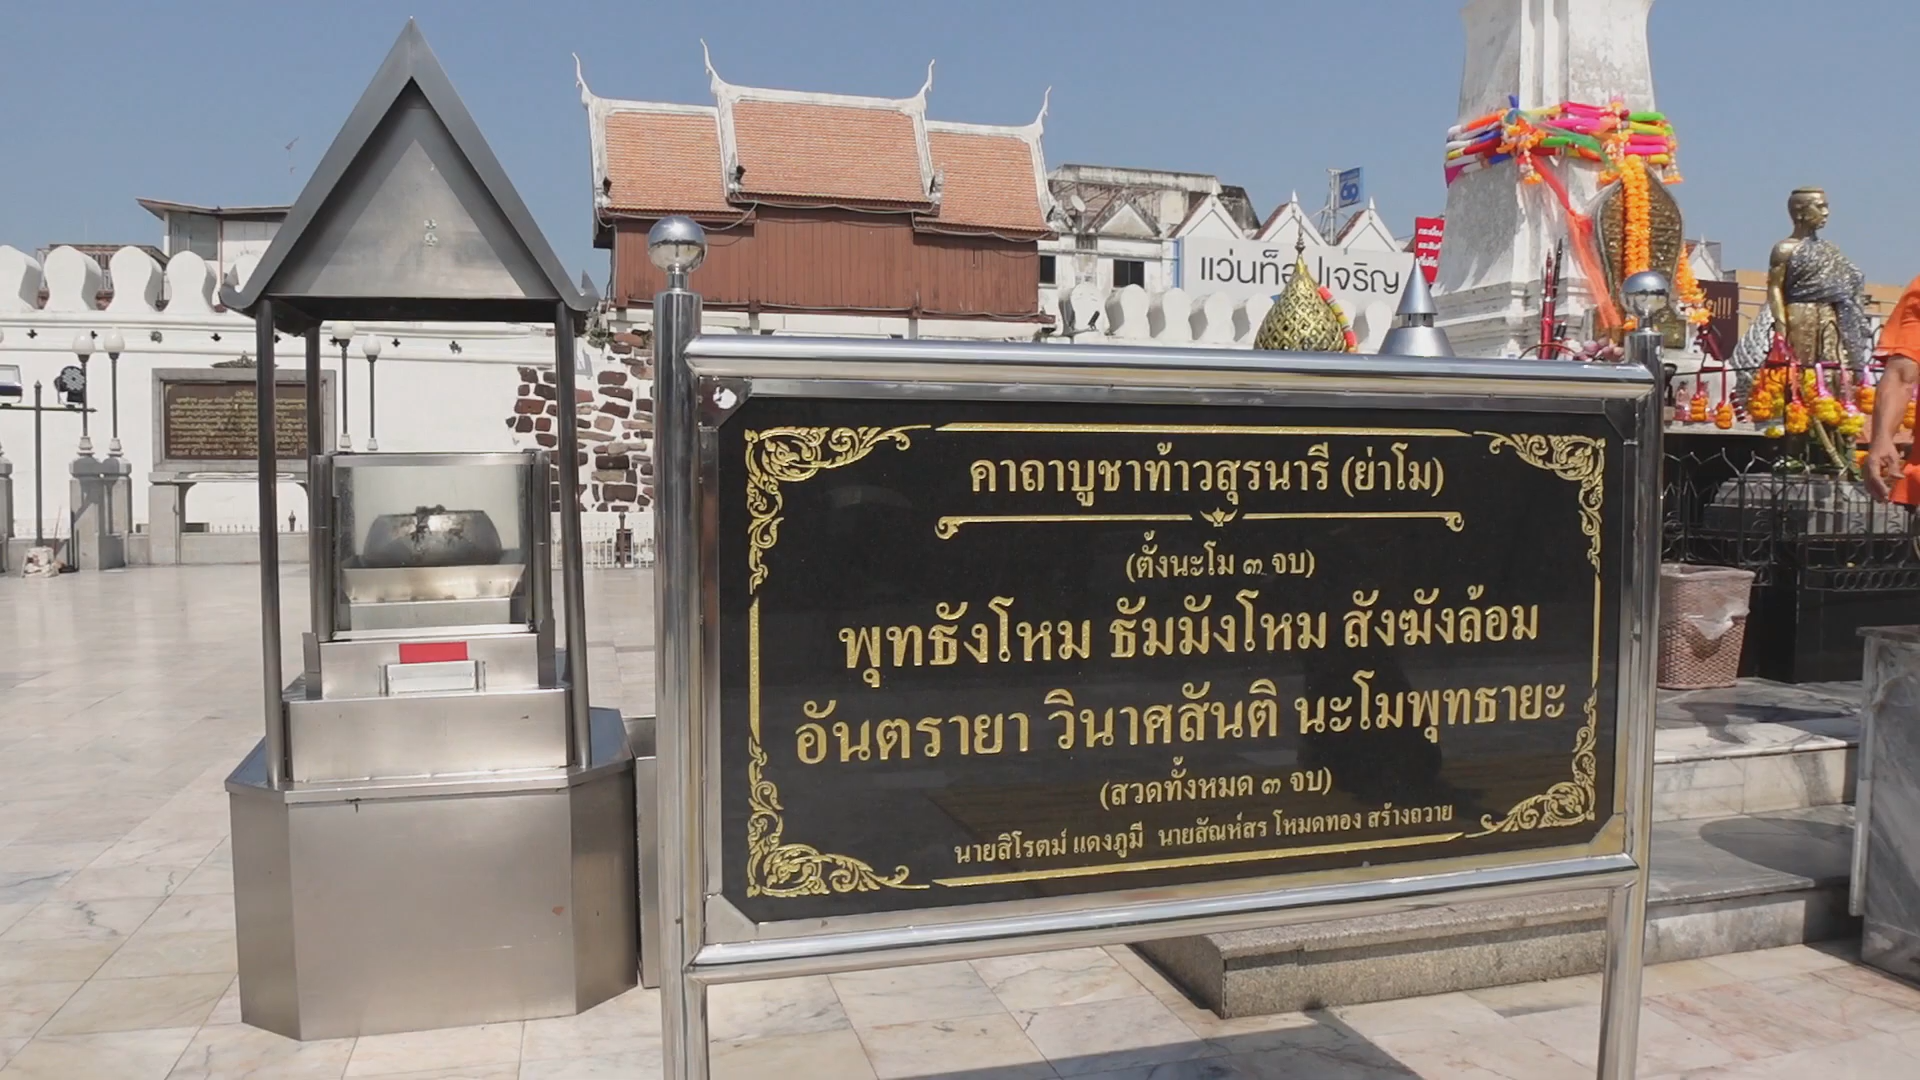 แว่นท็อปเจริญ
คาถาบูชาท้าวสุรนารี (ย่าโม)
(ตั้งนะโม ๓ จบ)
พุทธังโหม ธัมมังโหม สังฆังล้อม
อันตรายา วินาศสันติ นะโมพุทธายะ
(สวดทั้งหมด ๓ จบ)
นายสิโรตม์ แดงภูมี นายสัณห์สร โหมดทอง สร้างถวาย